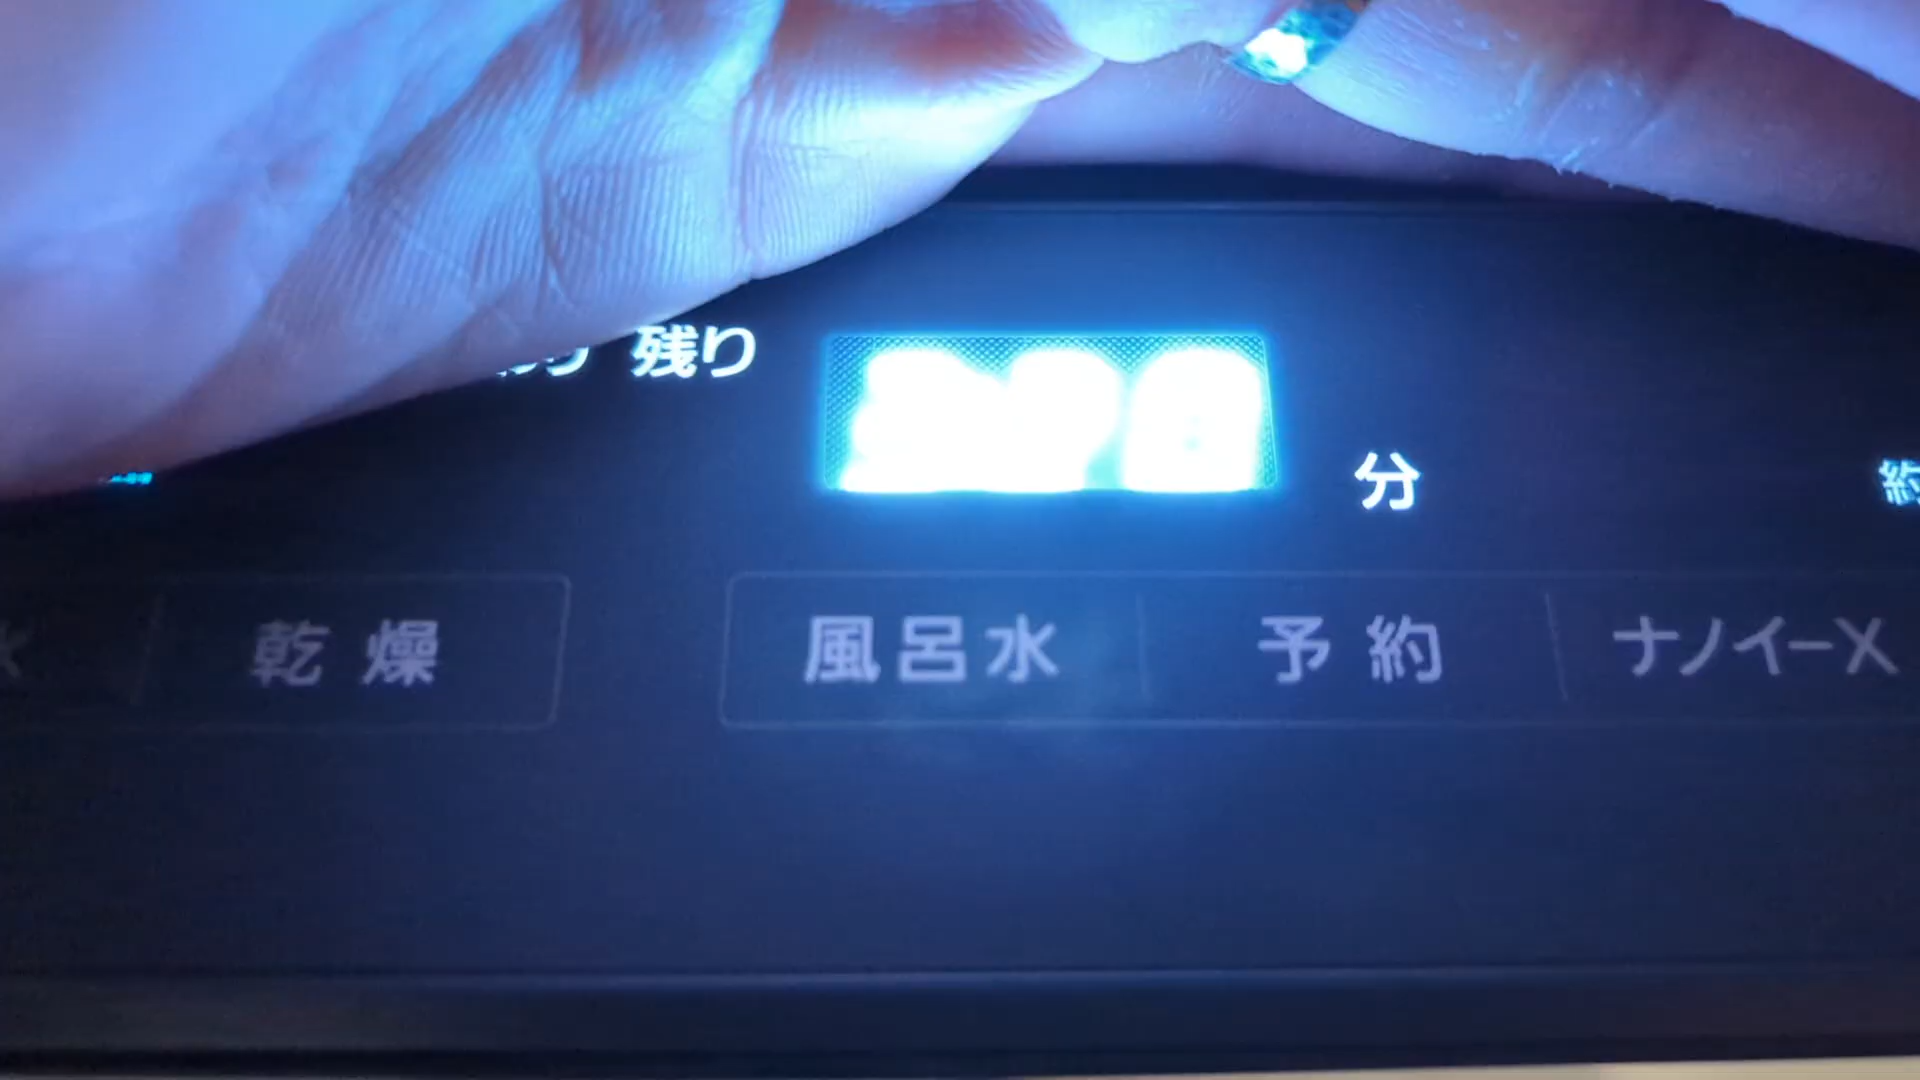 残り
分
約
乾燥
風呂水 予約 ナノイーX